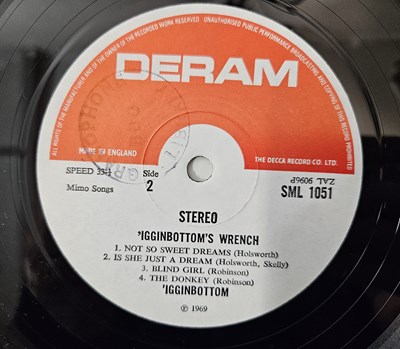 ALL RIGHTS OF THE MANUFACTURER AND OF THE OWNER OF THE RECORDED WORK RESERVED. UNAUTHORISED PUBLIC PERFORMANCE BROADCASTING AND COPYING OF THIS RECORD PROHIBITED
DERAM
MADE IN ENGLAND
THE DECCA RECORD CO. LTD.
SPEED 33⅓
Side
2
Mimo Songs
ZAL 9096P
SML 1051
STEREO
'IGGINBOTTOM'S WRENCH
1. NOT SO SWEET DREAMS (Holsworth)
2. IS SHE JUST A DREAM (Holsworth, Skelly)
3. BLIND GIRL (Robinson)
4. THE DONKEY (Robinson)
'IGGINBOTTOM
℗ 1969